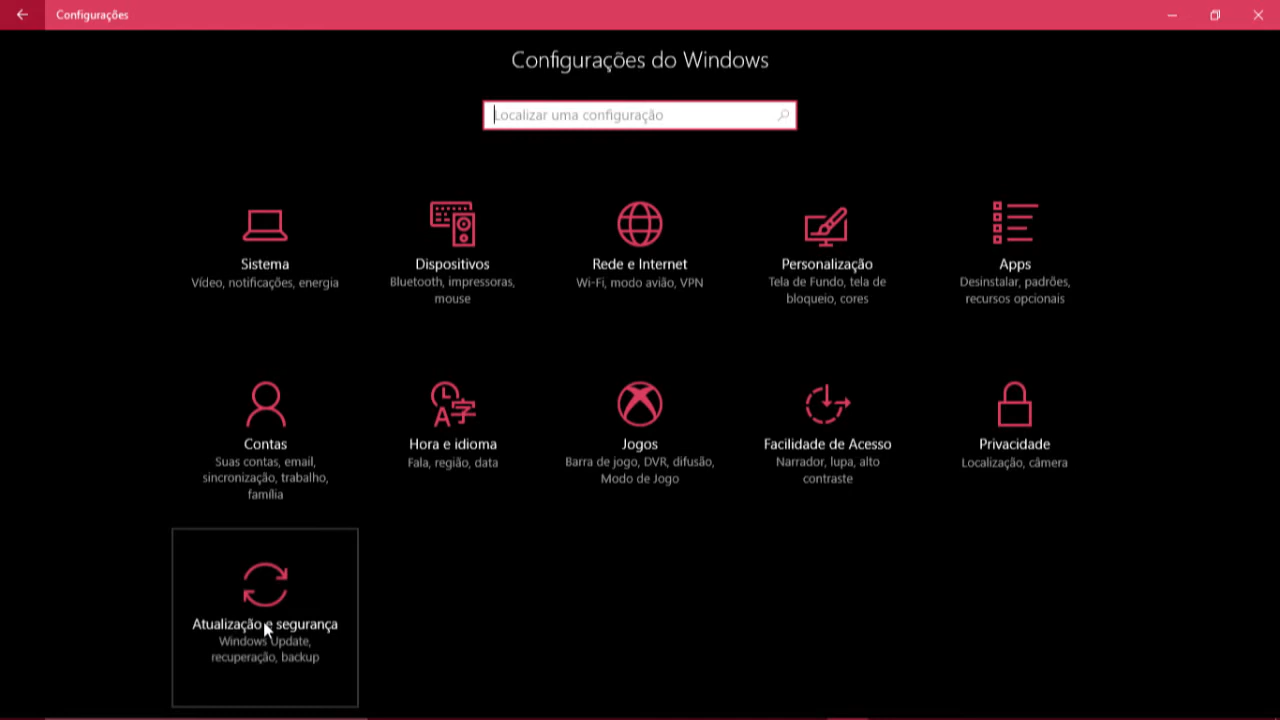 Configurações
Configurações do Windows
Localizar uma configuração
Sistema
Vídeo, notificações, energia
Dispositivos
Bluetooth, impressoras,
mouse
Rede e Internet
Wi-Fi, modo avião, VPN
Personalização
Tela de Fundo, tela de
bloqueio, cores
Apps
Desinstalar, padrões,
recursos opcionais
Contas
Suas contas, email,
sincronização, trabalho,
família
Hora e idioma
Fala, região, data
Jogos
Barra de jogo, DVR, difusão,
Modo de Jogo
Facilidade de Acesso
Narrador, lupa, alto
contraste
Privacidade
Localização, câmera
Atualização e segurança
Windows Update,
recuperação, backup